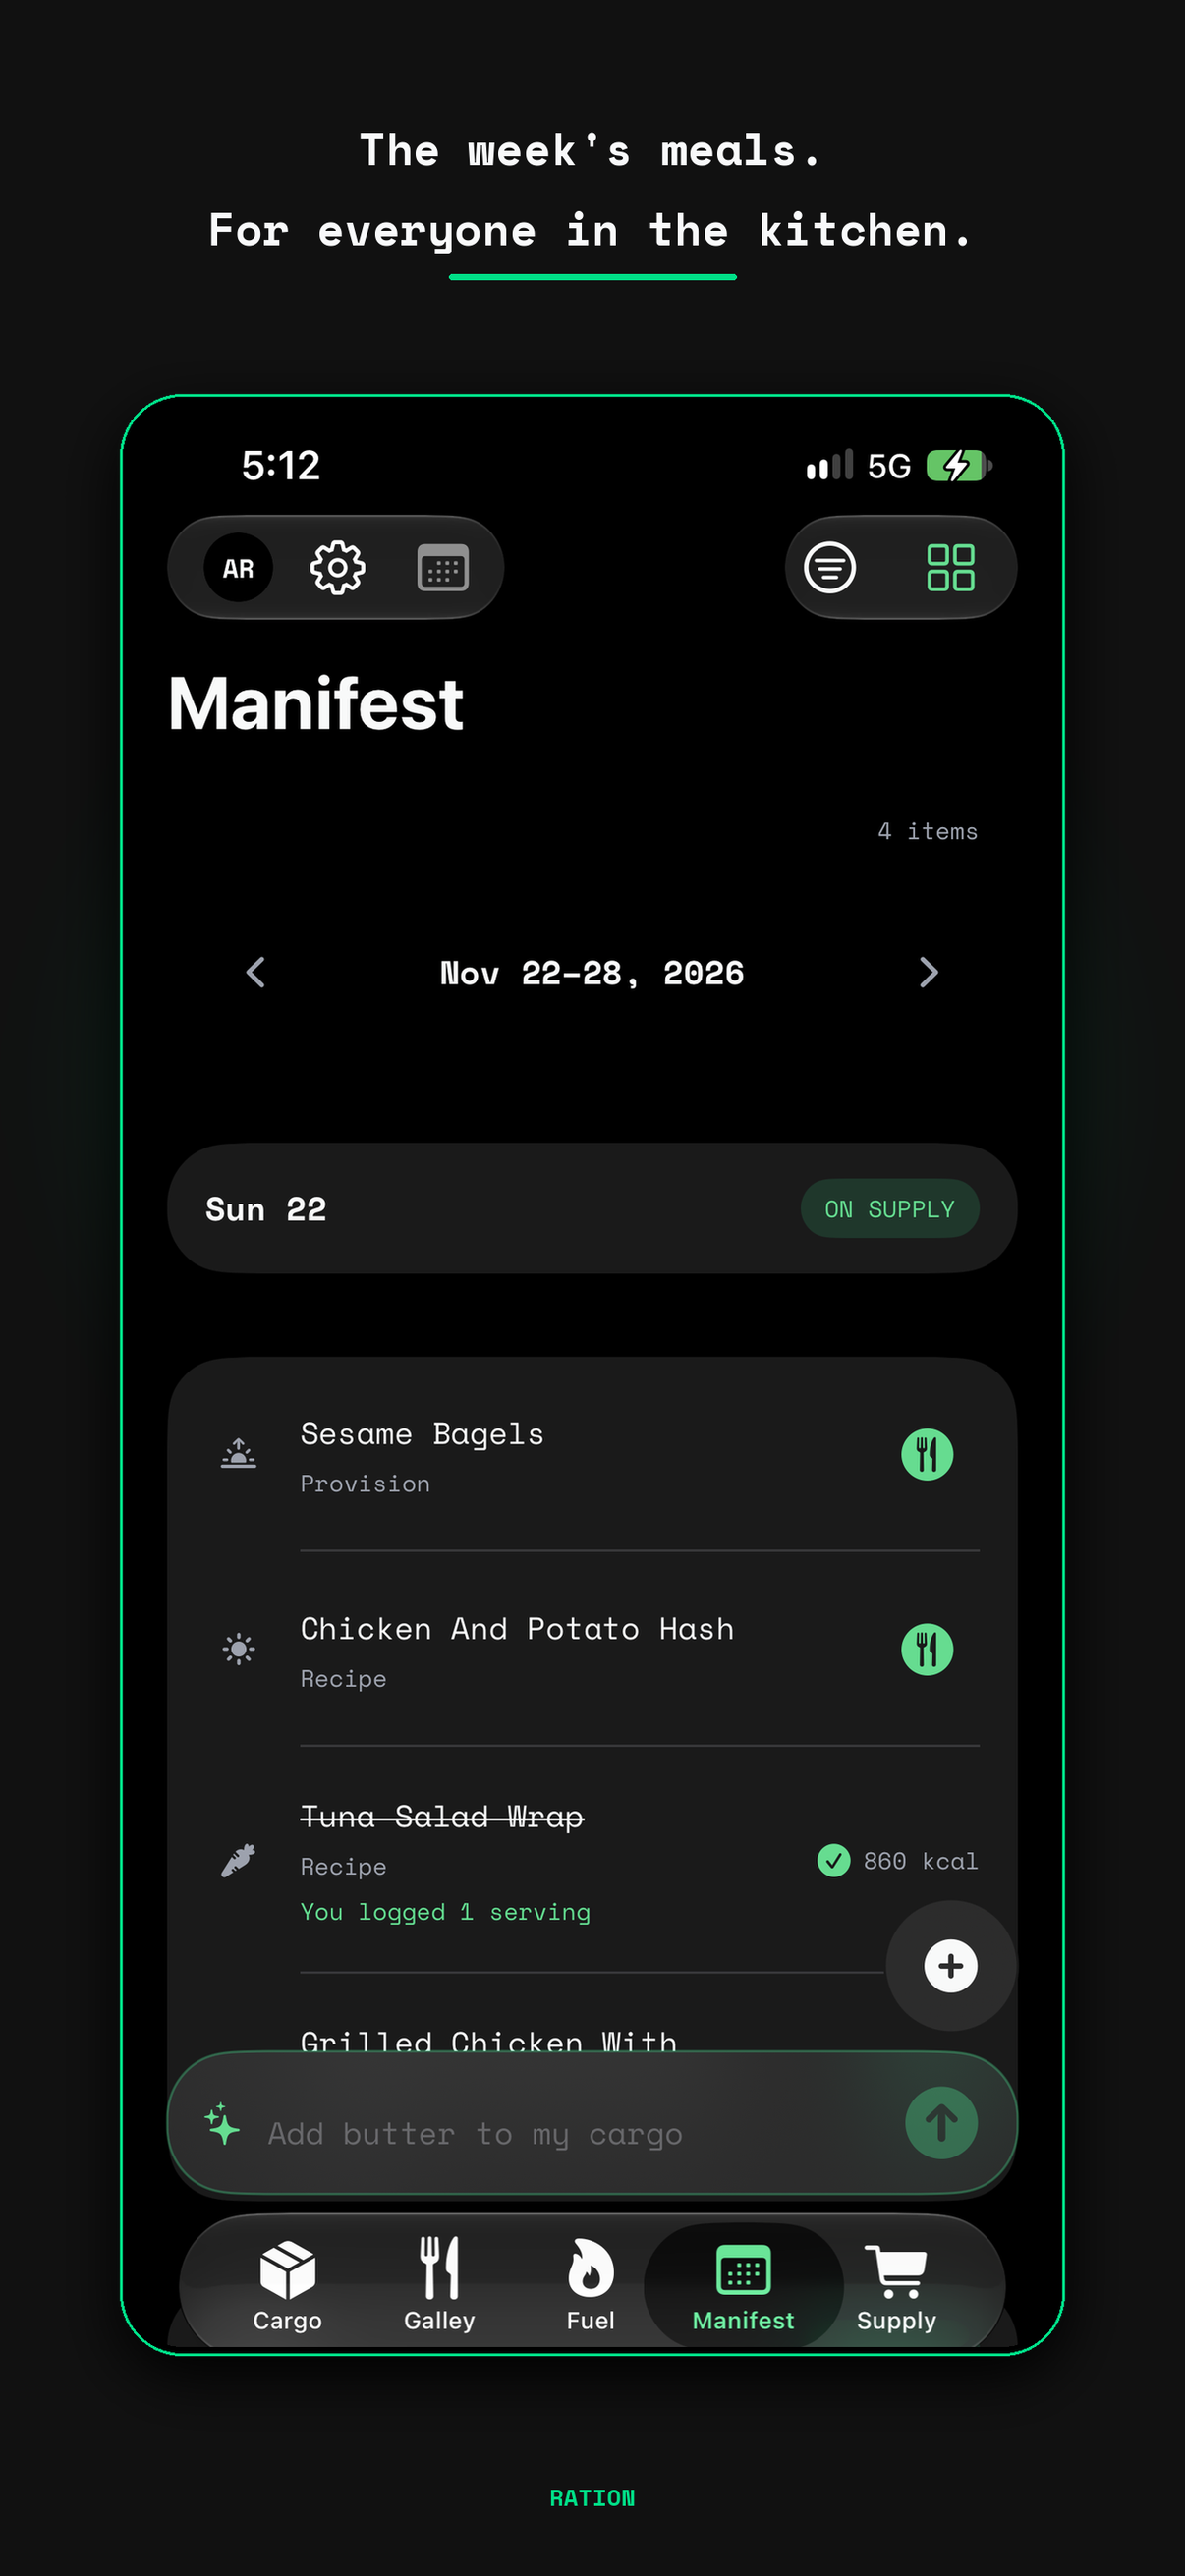 The week's meals.
For everyone in the kitchen.
5:12
5G
AR
Manifest
4 items
Nov 22–28, 2026
Sun 22
ON SUPPLY
Sesame Bagels
Provision
Chicken And Potato Hash
Recipe
Tuna Salad Wrap
Recipe
860 kcal
You logged 1 serving
Grilled Chicken With
Add butter to my cargo
Cargo
Galley
Fuel
Manifest
Supply
RATION